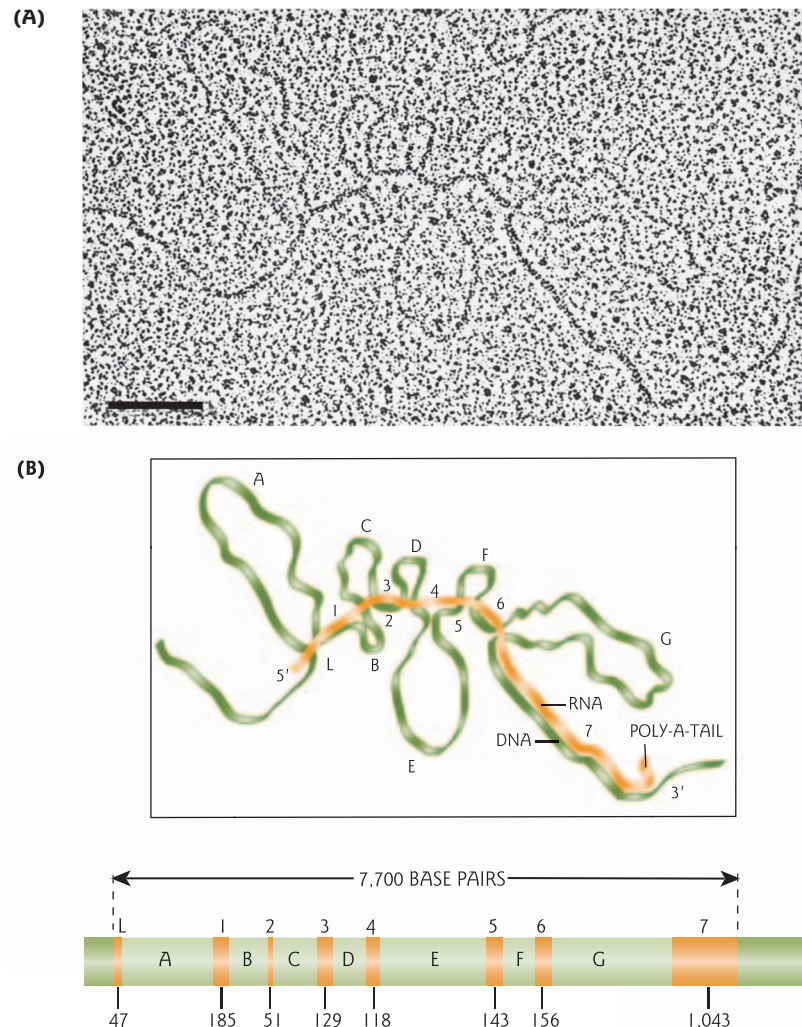 (A)
(B)
A
C
D
F
3
4
6
1
2
5
G
5′
L
B
RNA
7
POLY-A-TAIL
DNA
E
3′
7,700 BASE PAIRS
L 1 2 3 4 5 6 7
A B C D E F G
47 185 51 129 118 143 156 1,043